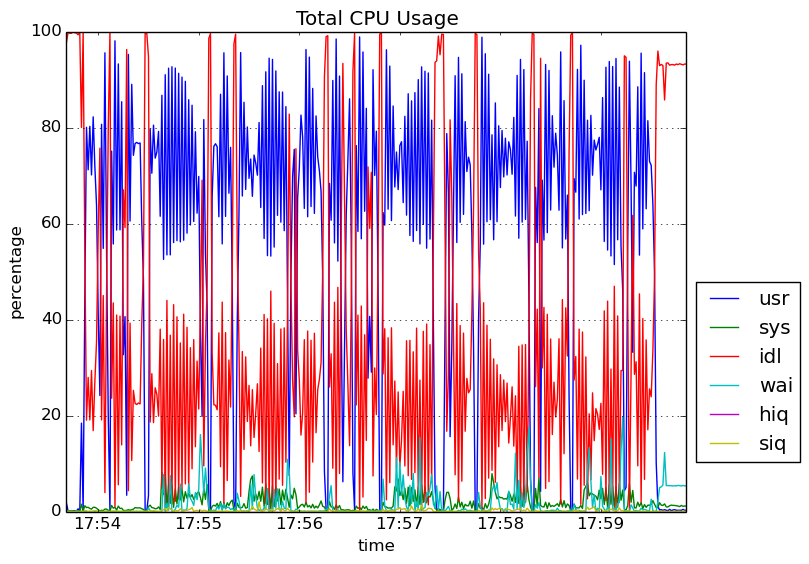 Total CPU Usage
100
80
60
40
20
0
percentage
17:54 17:55 17:56 17:57 17:58 17:59
time
usr
sys
idl
wai
hiq
siq